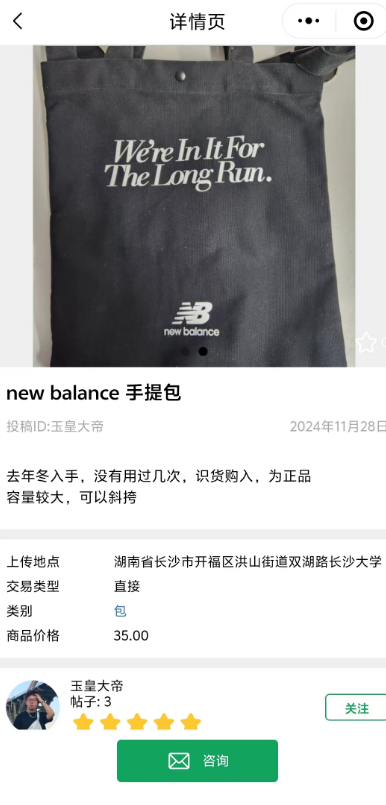 详情页
We're In It For
The Long Run.
NB
new balance
new balance 手提包
投稿ID:玉皇大帝
2024年11月28日
去年冬入手，没有用过几次，识货购入，为正品
容量较大，可以斜挎
上传地点 湖南省长沙市开福区洪山街道双湖路长沙大学
交易类型 直接
类别 包
商品价格 35.00
玉皇大帝
帖子: 3
关注
咨询